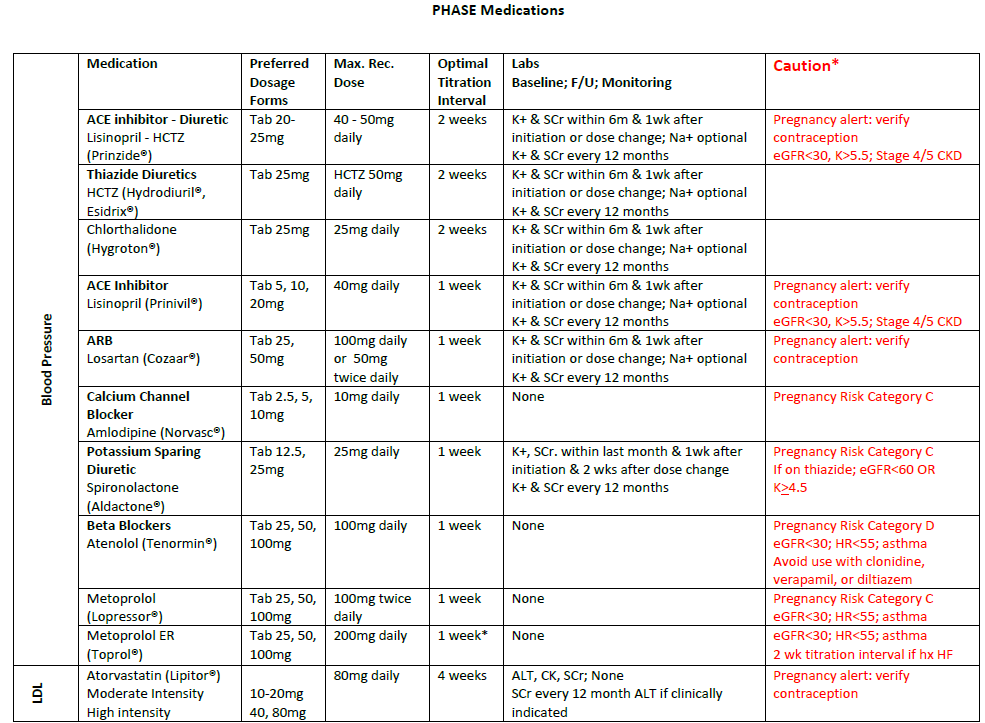 PHASE Medications
Medication
Preferred
Dosage
Forms
Max. Rec.
Dose
Optimal
Titration
Interval
Labs
Baseline; F/U; Monitoring
Caution*
Blood Pressure
ACE inhibitor - Diuretic
Lisinopril - HCTZ
(Prinzide®)
Tab 20-
25mg
40 - 50mg
daily
2 weeks
K+ & SCr within 6m & 1wk after
initiation or dose change; Na+ optional
K+ & SCr every 12 months
Pregnancy alert: verify
contraception
eGFR<30, K>5.5; Stage 4/5 CKD
Thiazide Diuretics
HCTZ (Hydrodiuril®,
Esidrix®)
Tab 25mg
HCTZ 50mg
daily
2 weeks
K+ & SCr within 6m & 1wk after
initiation or dose change; Na+ optional
K+ & SCr every 12 months
Chlorthalidone
(Hygroton®)
Tab 25mg
25mg daily
2 weeks
K+ & SCr within 6m & 1wk after
initiation or dose change; Na+ optional
K+ & SCr every 12 months
ACE Inhibitor
Lisinopril (Prinivil®)
Tab 5, 10,
20mg
40mg daily
1 week
K+ & SCr within 6m & 1wk after
initiation or dose change; Na+ optional
K+ & SCr every 12 months
Pregnancy alert: verify
contraception
eGFR<30, K>5.5; Stage 4/5 CKD
ARB
Losartan (Cozaar®)
Tab 25,
50mg
100mg daily
or 50mg
twice daily
1 week
K+ & SCr within 6m & 1wk after
initiation or dose change; Na+ optional
K+ & SCr every 12 months
Pregnancy alert: verify
contraception
Calcium Channel
Blocker
Amlodipine (Norvasc®)
Tab 2.5, 5,
10mg
10mg daily
1 week
None
Pregnancy Risk Category C
Potassium Sparing
Diuretic
Spironolactone
(Aldactone®)
Tab 12.5,
25mg
25mg daily
1 week
K+, SCr. within last month & 1wk after
initiation & 2 wks after dose change
K+ & SCr every 12 months
Pregnancy Risk Category C
If on thiazide; eGFR<60 OR
K≥4.5
Beta Blockers
Atenolol (Tenormin®)
Tab 25, 50,
100mg
100mg daily
1 week
None
Pregnancy Risk Category D
eGFR<30; HR<55; asthma
Avoid use with clonidine,
verapamil, or diltiazem
Metoprolol
(Lopressor®)
Tab 25, 50,
100mg
100mg twice
daily
1 week
None
Pregnancy Risk Category C
eGFR<30; HR<55; asthma
Metoprolol ER
(Toprol®)
Tab 25, 50,
100mg
200mg daily
1 week*
None
eGFR<30; HR<55; asthma
2 wk titration interval if hx HF
LDL
Atorvastatin (Lipitor®)
Moderate Intensity
High intensity
10-20mg
40, 80mg
80mg daily
4 weeks
ALT, CK, SCr; None
SCr every 12 month ALT if clinically
indicated
Pregnancy alert: verify
contraception